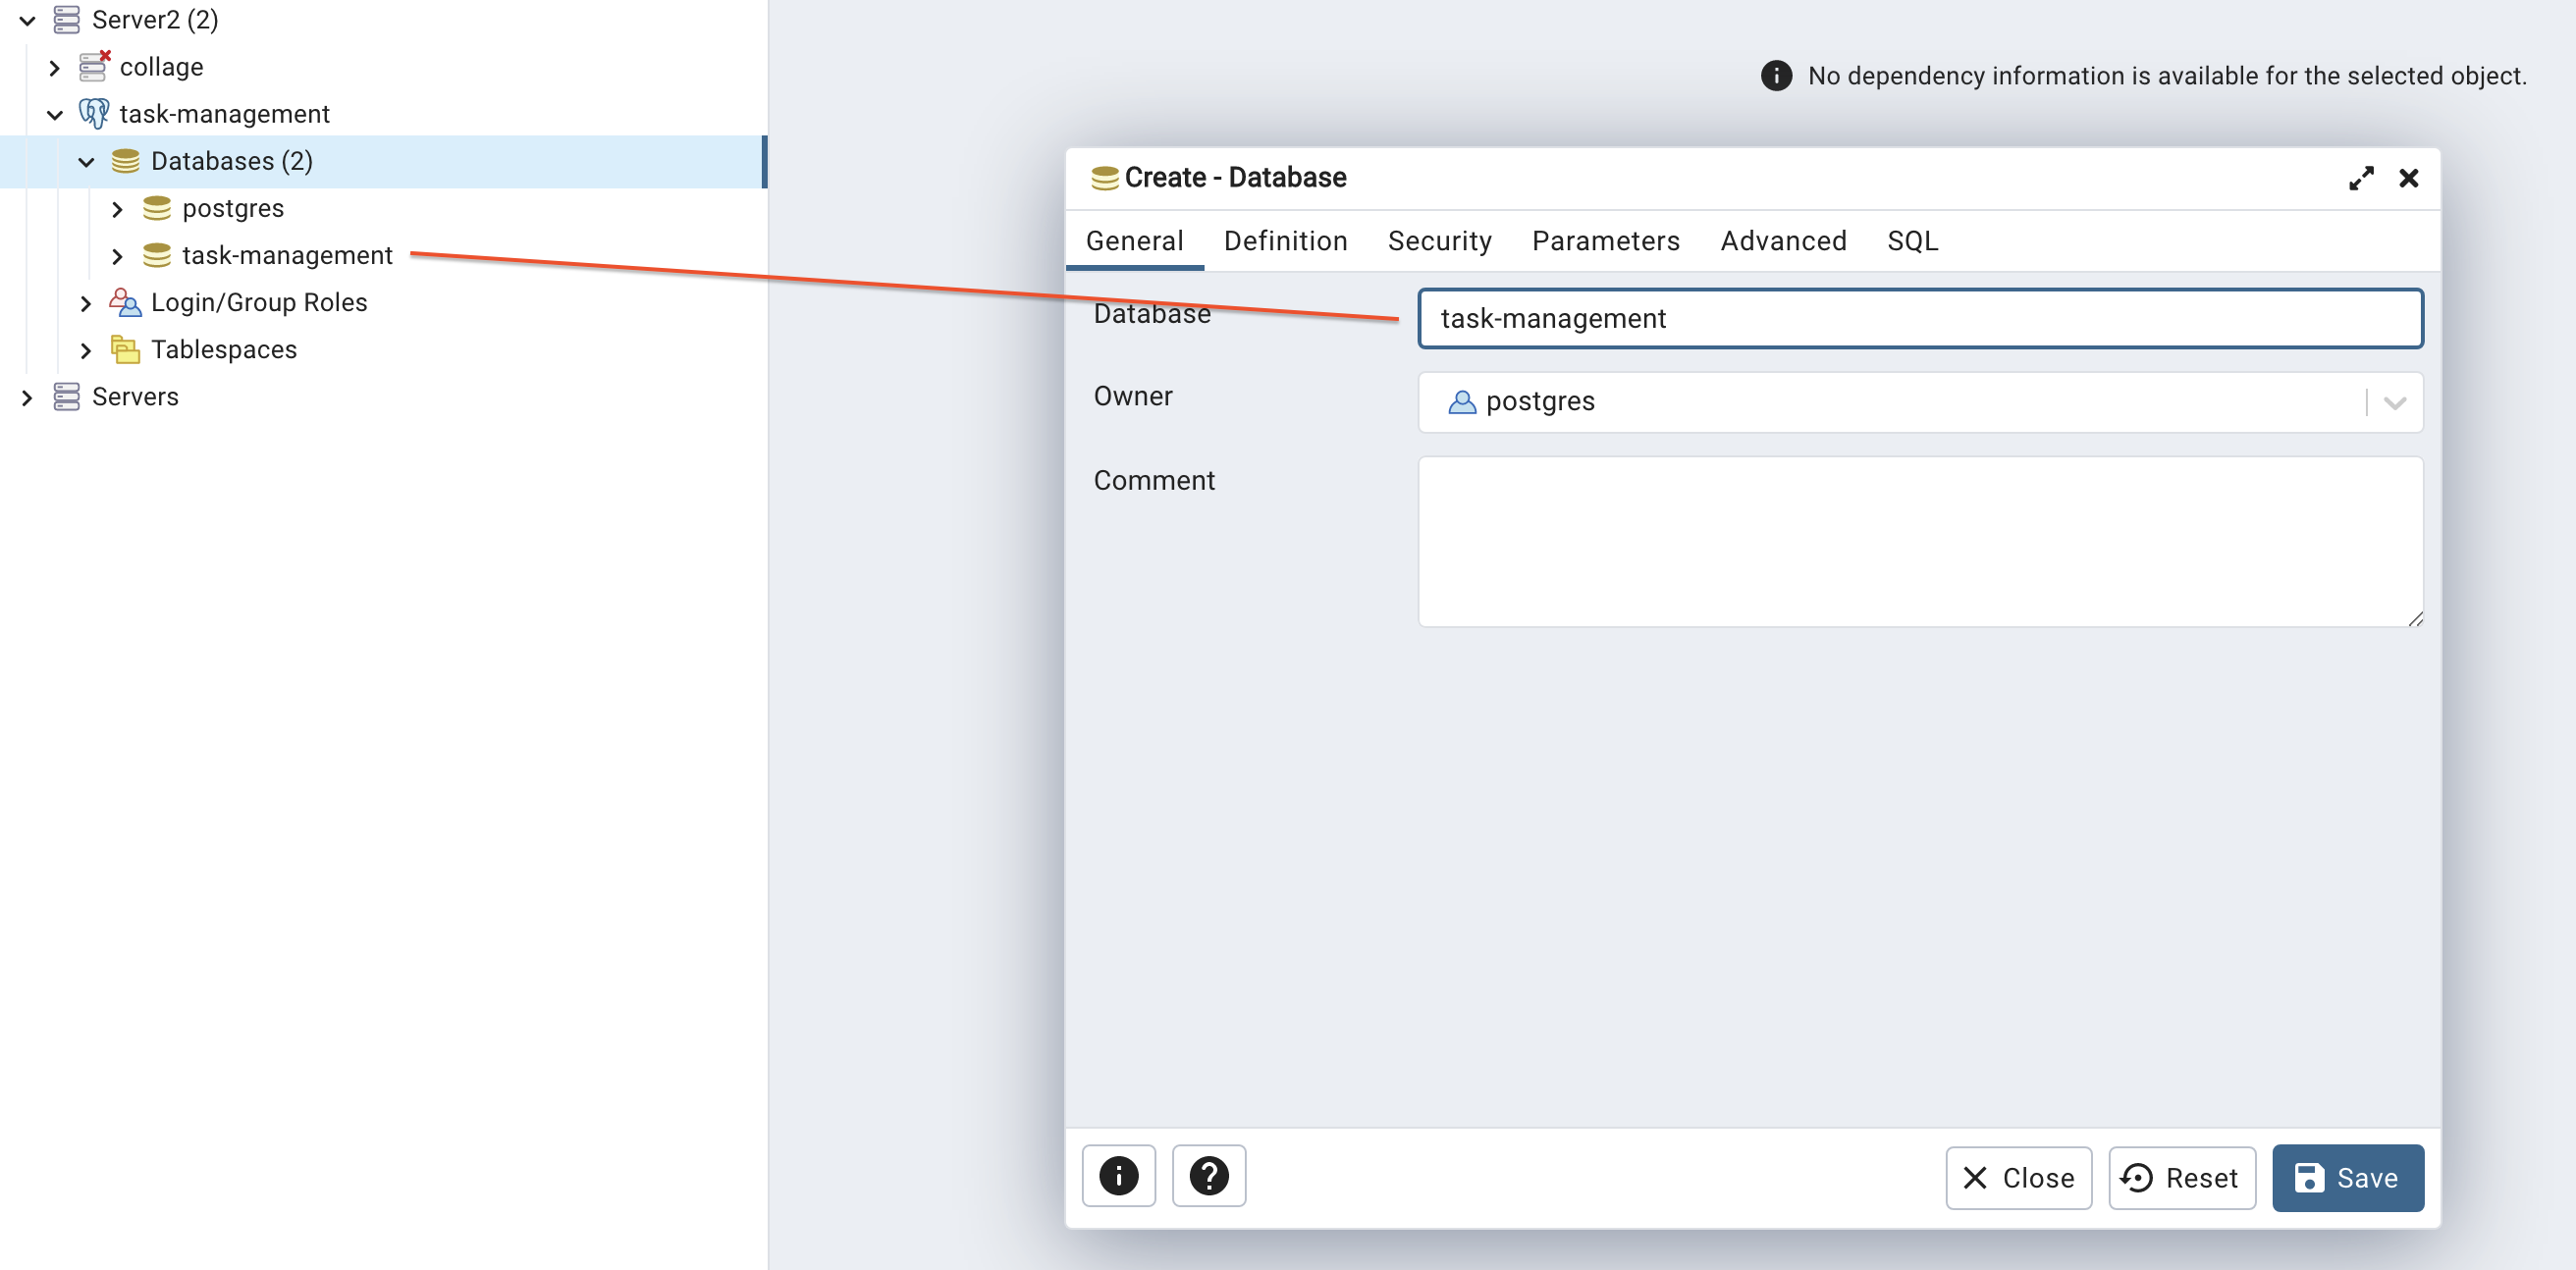 Server2 (2)
collage
task-management
Databases (2)
postgres
task-management
Login/Group Roles
Tablespaces
Servers
No dependency information is available for the selected object.
Create - Database
General Definition Security Parameters Advanced SQL
Database task-management
Owner postgres
Comment
Close Reset Save